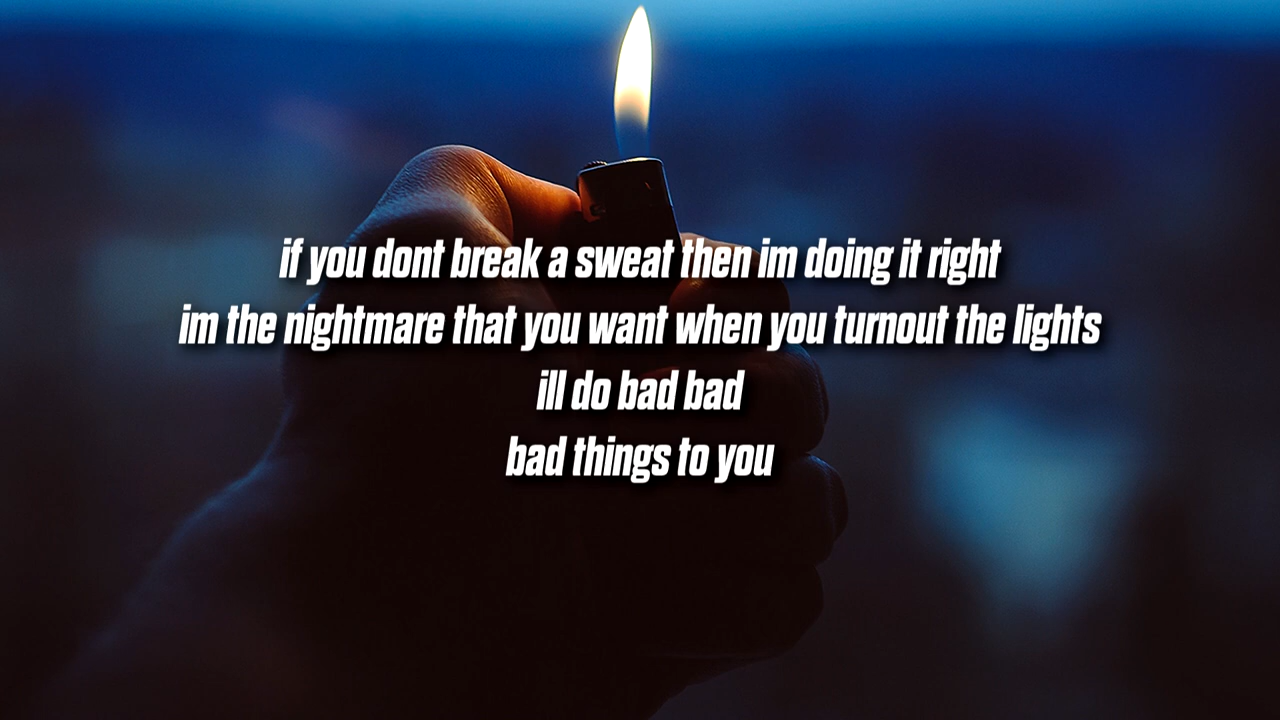 if you dont break a sweat then im doing it right
im the nightmare that you want when you turnout the lights
ill do bad bad
bad things to you